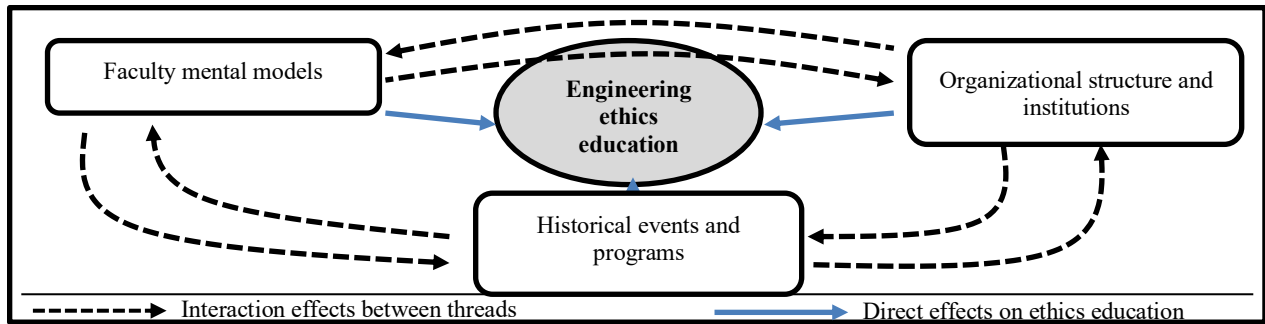 Faculty mental models
Engineering
ethics
education
Organizational structure and
institutions
Historical events and
programs
Interaction effects between threads
Direct effects on ethics education